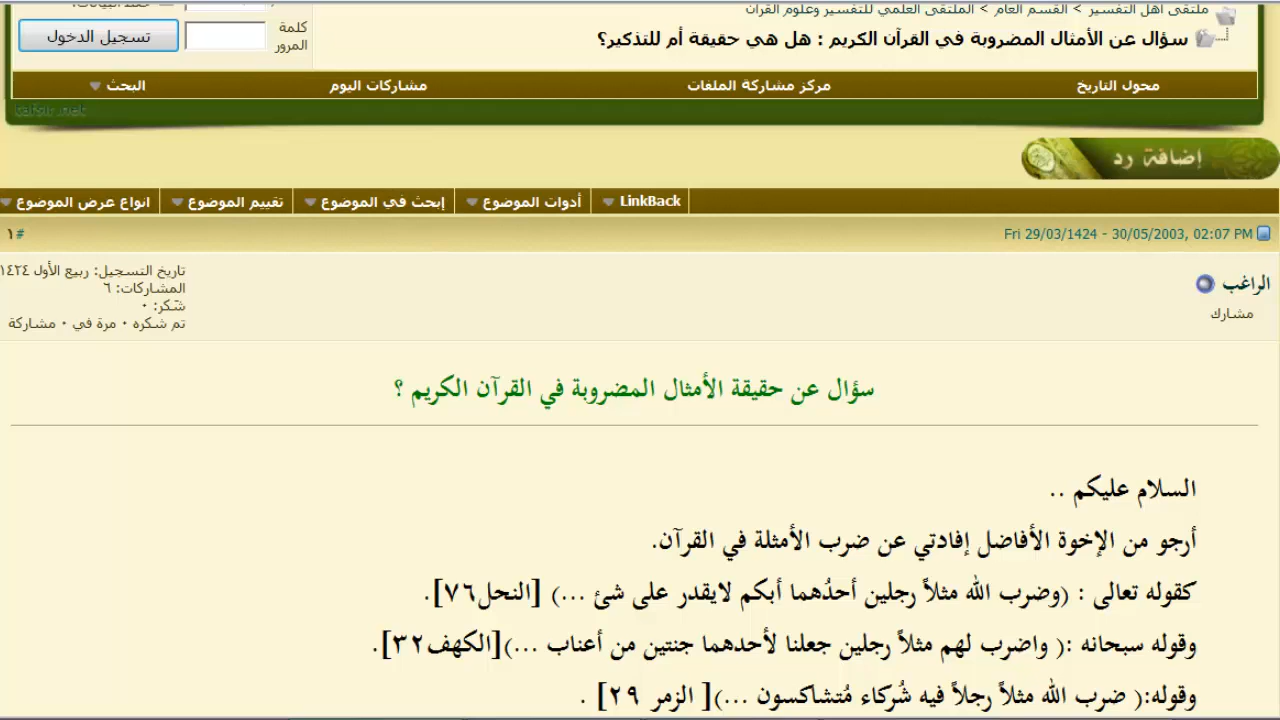 ملتقى أهل التفسير > القسم العام > الملتقى العلمي للتفسير وعلوم القرآن
سؤال عن الأمثال المضروبة في القرآن الكريم : هل هي حقيقة أم للتذكير؟
كلمة المرور
تسجيل الدخول
محول التاريخ
مركز مشاركة الملفات
مشاركات اليوم
البحث
tafsir.net
إضافة رد
LinkBack
أدوات الموضوع
إبحث في الموضوع
تقييم الموضوع
انواع عرض الموضوع
Fri 29/03/1424 - 30/05/2003, 02:07 PM
#١
الراغب
مشارك
تاريخ التسجيل: ربيع الأول ١٤٢٤
المشاركات: ٦
شكر: ٠
تم شكره ٠ مرة في ٠ مشاركة
سؤال عن حقيقة الأمثال المضروبة في القرآن الكريم ؟
السلام عليكم ..
أرجو من الإخوة الأفاضل إفادتي عن ضرب الأمثلة في القرآن.
كقوله تعالى : (وضرب الله مثلاً رجلين أحدُهما أبكم لايقدر على شئ ...) [النحل٧٦].
وقوله سبحانه :( واضرب لهم مثلاً رجلين جعلنا لأحدهما جنتين من أعناب ...)[الكهف٣٢].
وقوله:( ضرب الله مثلاً رجلاً فيه شُركاء مُتشاكسون ...)[ الزمر ٢٩] .